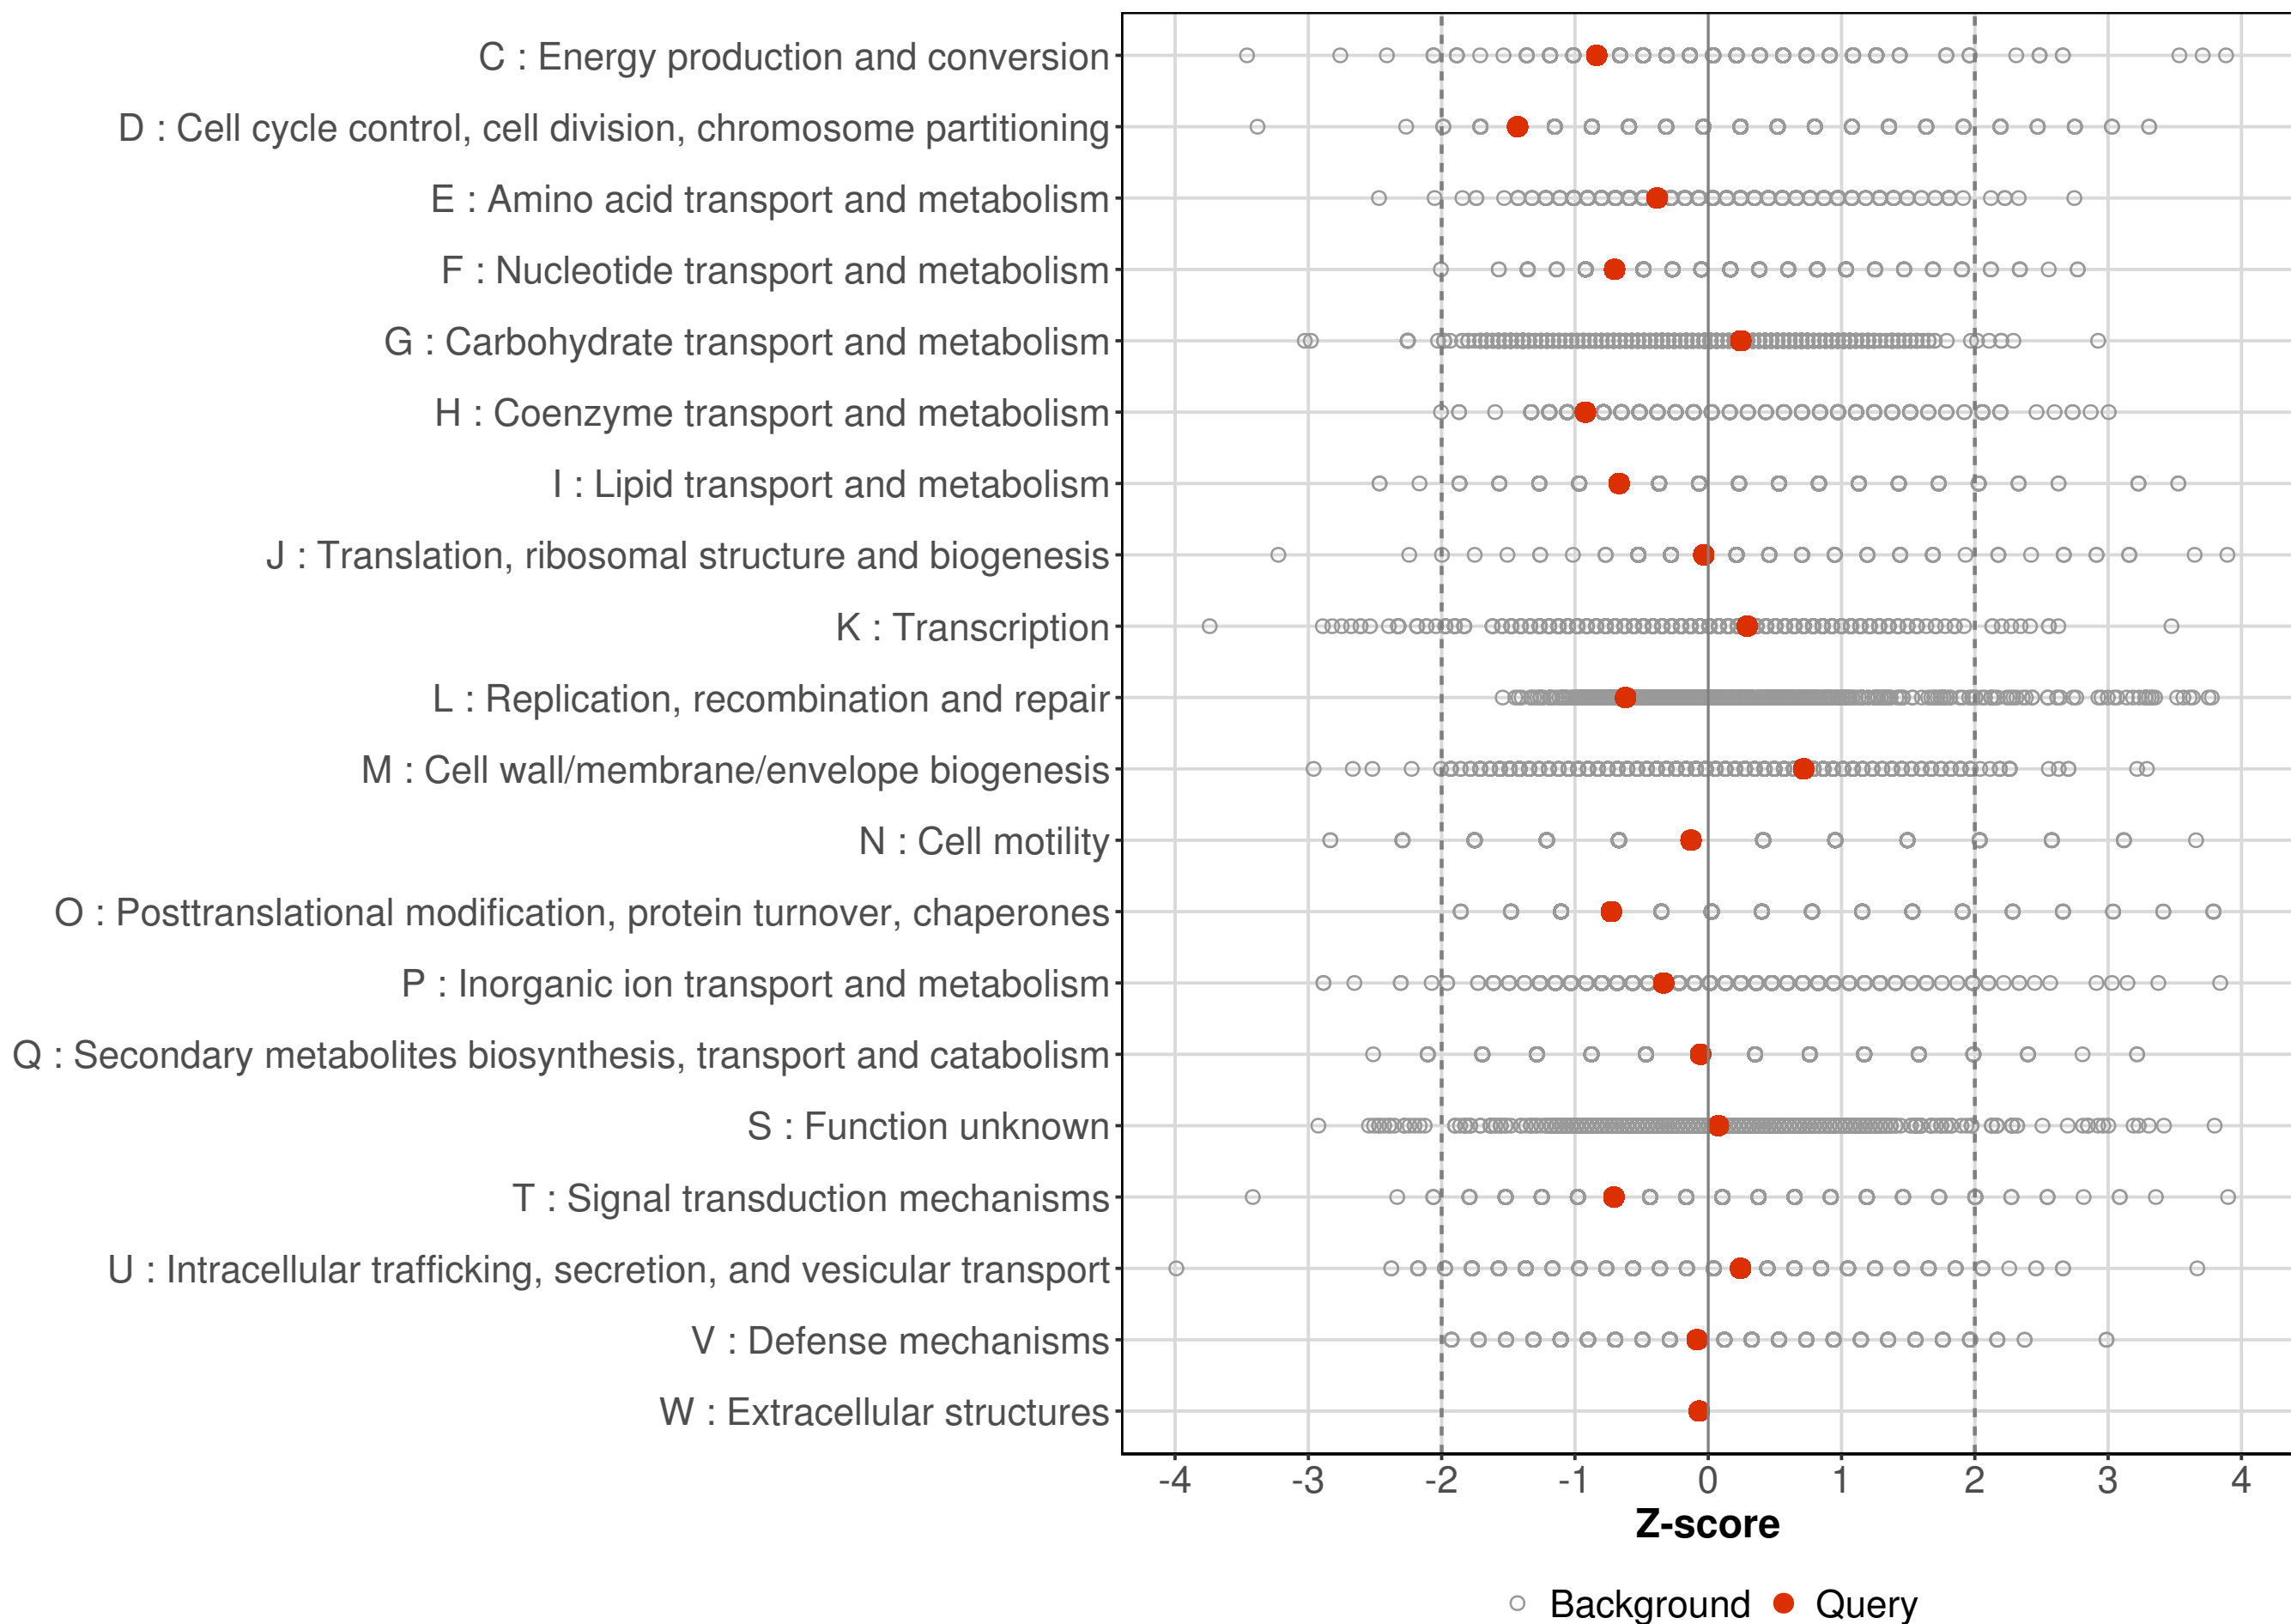 C : Energy production and conversion
D : Cell cycle control, cell division, chromosome partitioning
E : Amino acid transport and metabolism
F : Nucleotide transport and metabolism
G : Carbohydrate transport and metabolism
H : Coenzyme transport and metabolism
I : Lipid transport and metabolism
J : Translation, ribosomal structure and biogenesis
K : Transcription
L : Replication, recombination and repair
M : Cell wall/membrane/envelope biogenesis
N : Cell motility
O : Posttranslational modification, protein turnover, chaperones
P : Inorganic ion transport and metabolism
Q : Secondary metabolites biosynthesis, transport and catabolism
S : Function unknown
T : Signal transduction mechanisms
U : Intracellular trafficking, secretion, and vesicular transport
V : Defense mechanisms
W : Extracellular structures
-4 -3 -2 -1 0 1 2 3 4
Z-score
Background Query